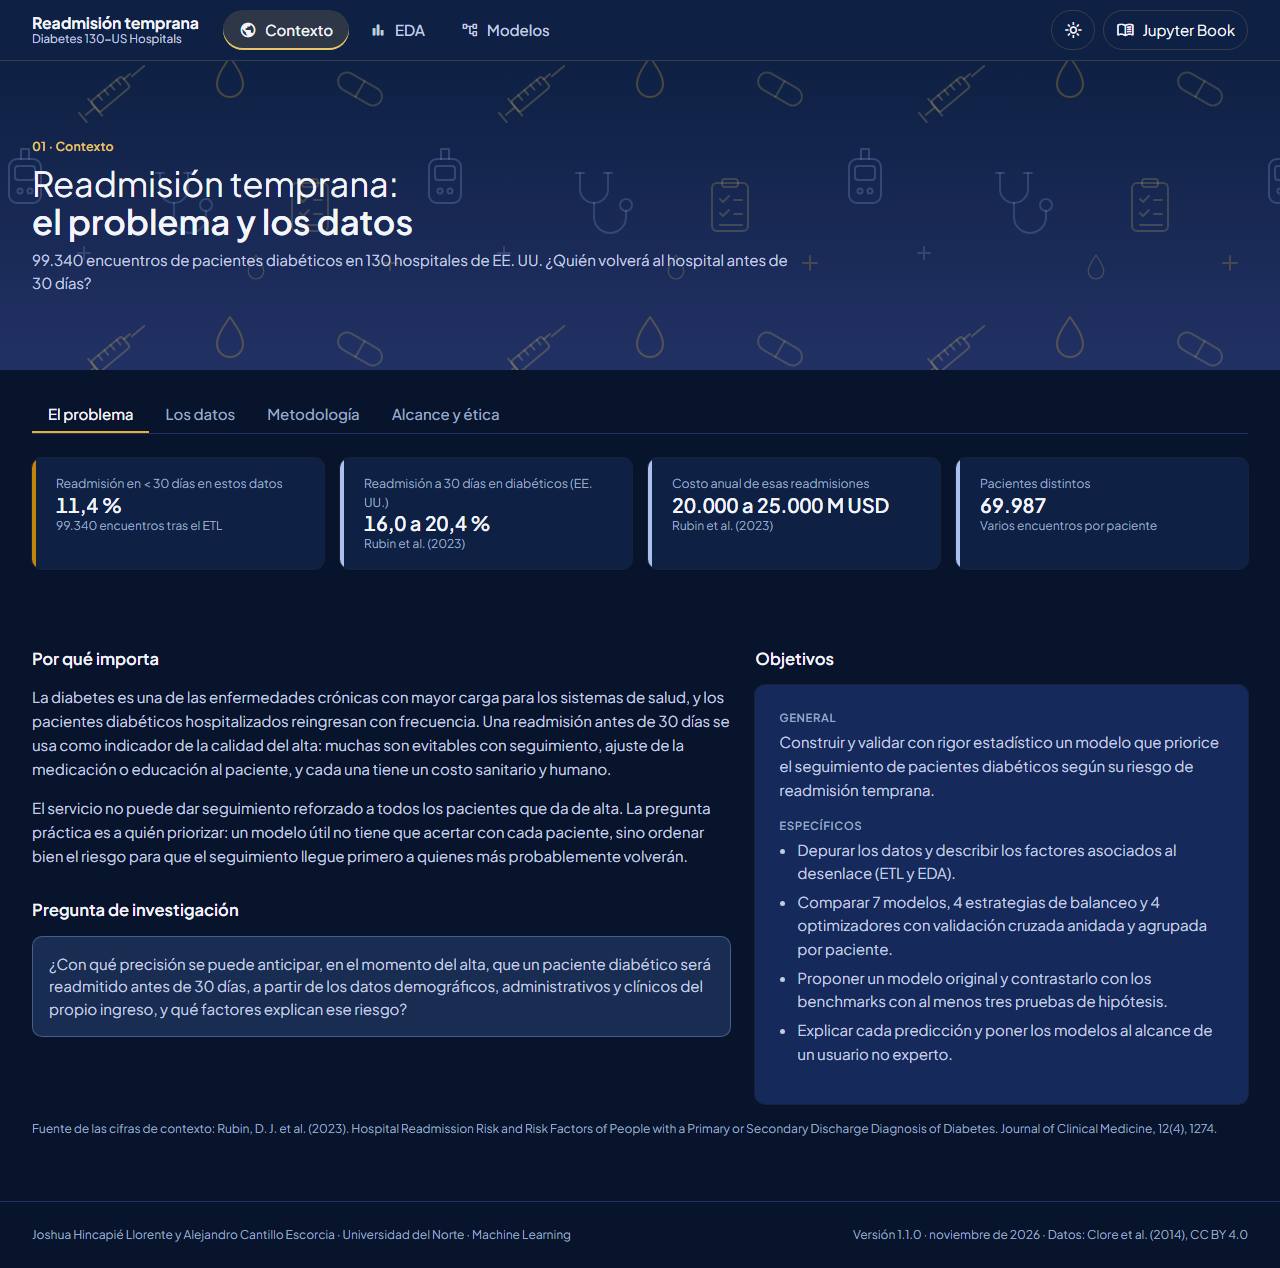 Readmisión temprana
Diabetes 130-US Hospitals
Contexto
EDA
Modelos
Jupyter Book
01 · Contexto
Readmisión temprana:
el problema y los datos
99.340 encuentros de pacientes diabéticos en 130 hospitales de EE. UU. ¿Quién volverá al hospital antes de
30 días?
El problema
Los datos
Metodología
Alcance y ética
Readmisión en < 30 días en estos datos
11,4 %
99.340 encuentros tras el ETL
Readmisión a 30 días en diabéticos (EE.
UU.)
16,0 a 20,4 %
Rubin et al. (2023)
Costo anual de esas readmisiones
20.000 a 25.000 M USD
Rubin et al. (2023)
Pacientes distintos
69.987
Varios encuentros por paciente
Por qué importa
La diabetes es una de las enfermedades crónicas con mayor carga para los sistemas de salud, y los
pacientes diabéticos hospitalizados reingresan con frecuencia. Una readmisión antes de 30 días se
usa como indicador de la calidad del alta: muchas son evitables con seguimiento, ajuste de la
medicación o educación al paciente, y cada una tiene un costo sanitario y humano.
El servicio no puede dar seguimiento reforzado a todos los pacientes que da de alta. La pregunta
práctica es a quién priorizar: un modelo útil no tiene que acertar con cada paciente, sino ordenar
bien el riesgo para que el seguimiento llegue primero a quienes más probablemente volverán.
Pregunta de investigación
¿Con qué precisión se puede anticipar, en el momento del alta, que un paciente diabético será
readmitido antes de 30 días, a partir de los datos demográficos, administrativos y clínicos del
propio ingreso, y qué factores explican ese riesgo?
Objetivos
GENERAL
Construir y validar con rigor estadístico un modelo que priorice
el seguimiento de pacientes diabéticos según su riesgo de
readmisión temprana.
ESPECÍFICOS
• Depurar los datos y describir los factores asociados al
desenlace (ETL y EDA).
• Comparar 7 modelos, 4 estrategias de balanceo y 4
optimizadores con validación cruzada anidada y agrupada
por paciente.
• Proponer un modelo original y contrastarlo con los
benchmarks con al menos tres pruebas de hipótesis.
• Explicar cada predicción y poner los modelos al alcance de
un usuario no experto.
Fuente de las cifras de contexto: Rubin, D. J. et al. (2023). Hospital Readmission Risk and Risk Factors of People with a Primary or Secondary Discharge Diagnosis of Diabetes. Journal of Clinical Medicine, 12(4), 1274.
Joshua Hincapié Llorente y Alejandro Cantillo Escorcia · Universidad del Norte · Machine Learning
Versión 1.1.0 · noviembre de 2026 · Datos: Clore et al. (2014), CC BY 4.0